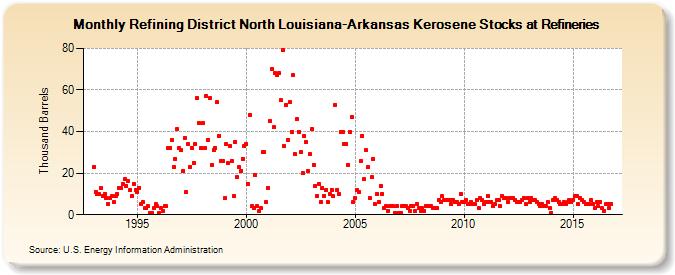 Monthly Refining District North Louisiana-Arkansas Kerosene Stocks at Refineries
Thousand Barrels
80
60
40
20
0
1995 2000 2005 2010 2015
Source: U.S. Energy Information Administration